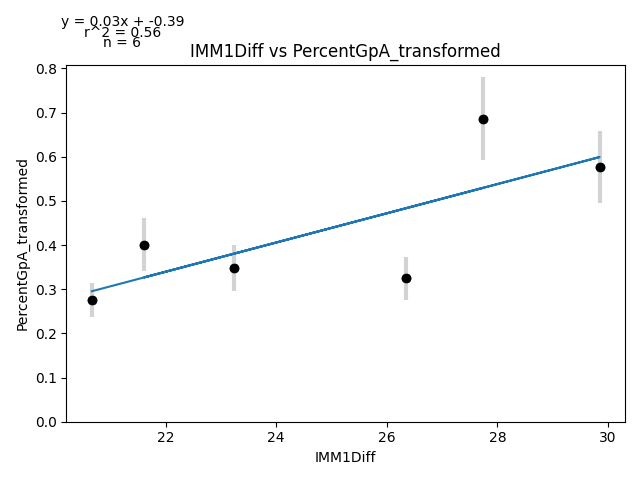 y = 0.03x + -0.39
r^2 = 0.56
n = 6
IMM1Diff vs PercentGpA_transformed
0.8
0.7
0.6
0.5
0.4
0.3
0.2
0.1
0.0
PercentGpA_transformed
22 24 26 28 30
IMM1Diff